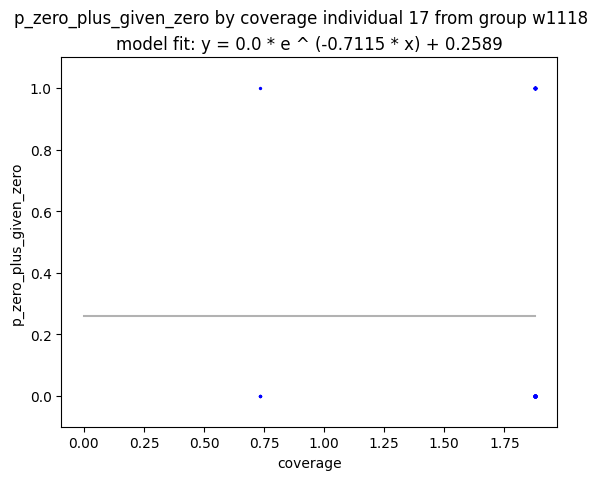 p_zero_plus_given_zero by coverage individual 17 from group w1118
model fit: y = 0.0 * e ^ (-0.7115 * x) + 0.2589
1.0
0.8
0.6
0.4
0.2
0.0
p_zero_plus_given_zero
0.00 0.25 0.50 0.75 1.00 1.25 1.50 1.75
coverage